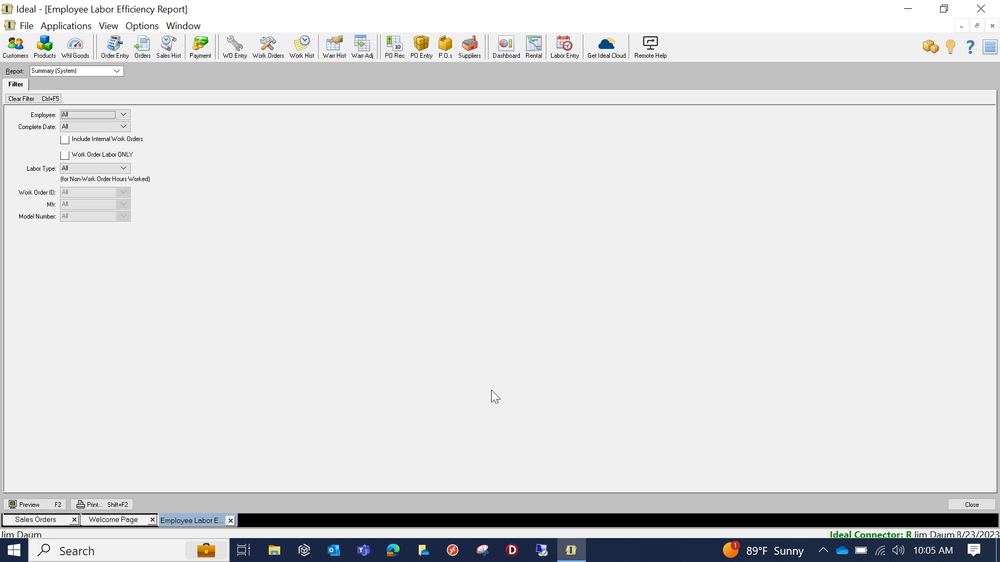 Ideal - [Employee Labor Efficiency Report]
File Applications View Options Window
Customers Products Whl Goods Order Entry Orders Sales Hist Payment WO Entry Work Orders Work Hist Warr Hist Warr Adj 10 PO Rec PO Entry P.O.s Suppliers Dashboard Rental Labor Entry Get Ideal Cloud Remote Help
Report: Summary (System)
Filter
Clear Filter Ctrl+F5
Employee: All
Complete Date: All
Include Internal Work Orders
Work Order Labor ONLY
Labor Type: All
(for Non-Work Order Hours Worked)
Work Order ID: All
Mfr: All
Model Number: All
Preview F2 Print... Shift+F2 Close
Sales Orders Welcome Page Employee Labor E...
Jim Daum Ideal Connector: R Jim Daum 8/23/2023
Search 1 89°F Sunny 10:05 AM